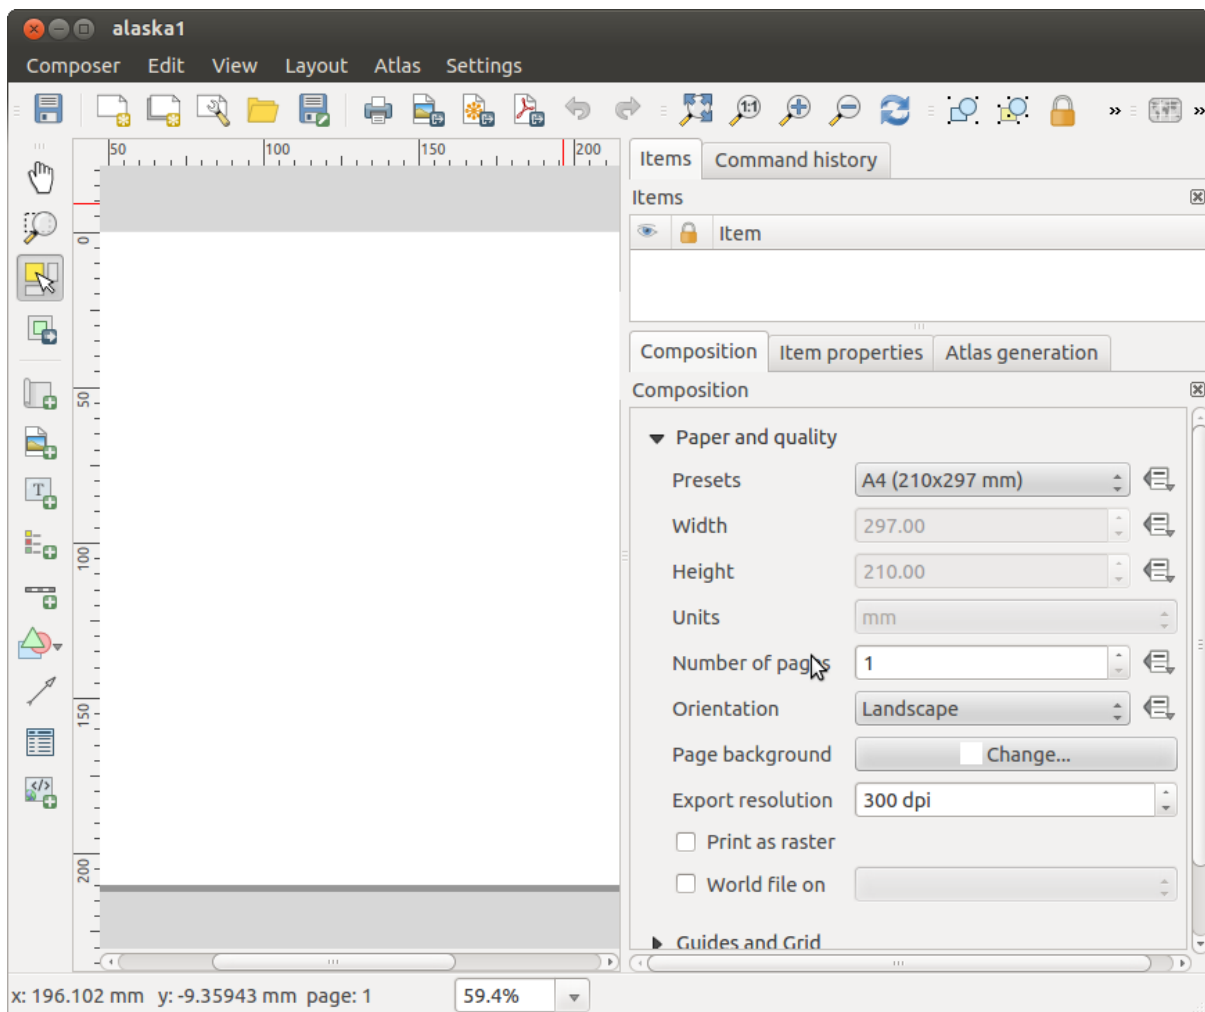 alaska1
Composer Edit View Layout Atlas Settings
1:1 » »
50 100 150 200
Items Command history
Items
Item
0
50
100
150
200
T
</>
Composition Item properties Atlas generation
Composition
Paper and quality
Presets A4 (210x297 mm)
Width 297.00
Height 210.00
Units mm
Number of pages 1
Orientation Landscape
Page background Change...
Export resolution 300 dpi
Print as raster
World file on
Guides and Grid
x: 196.102 mm y: -9.35943 mm page: 1 59.4%